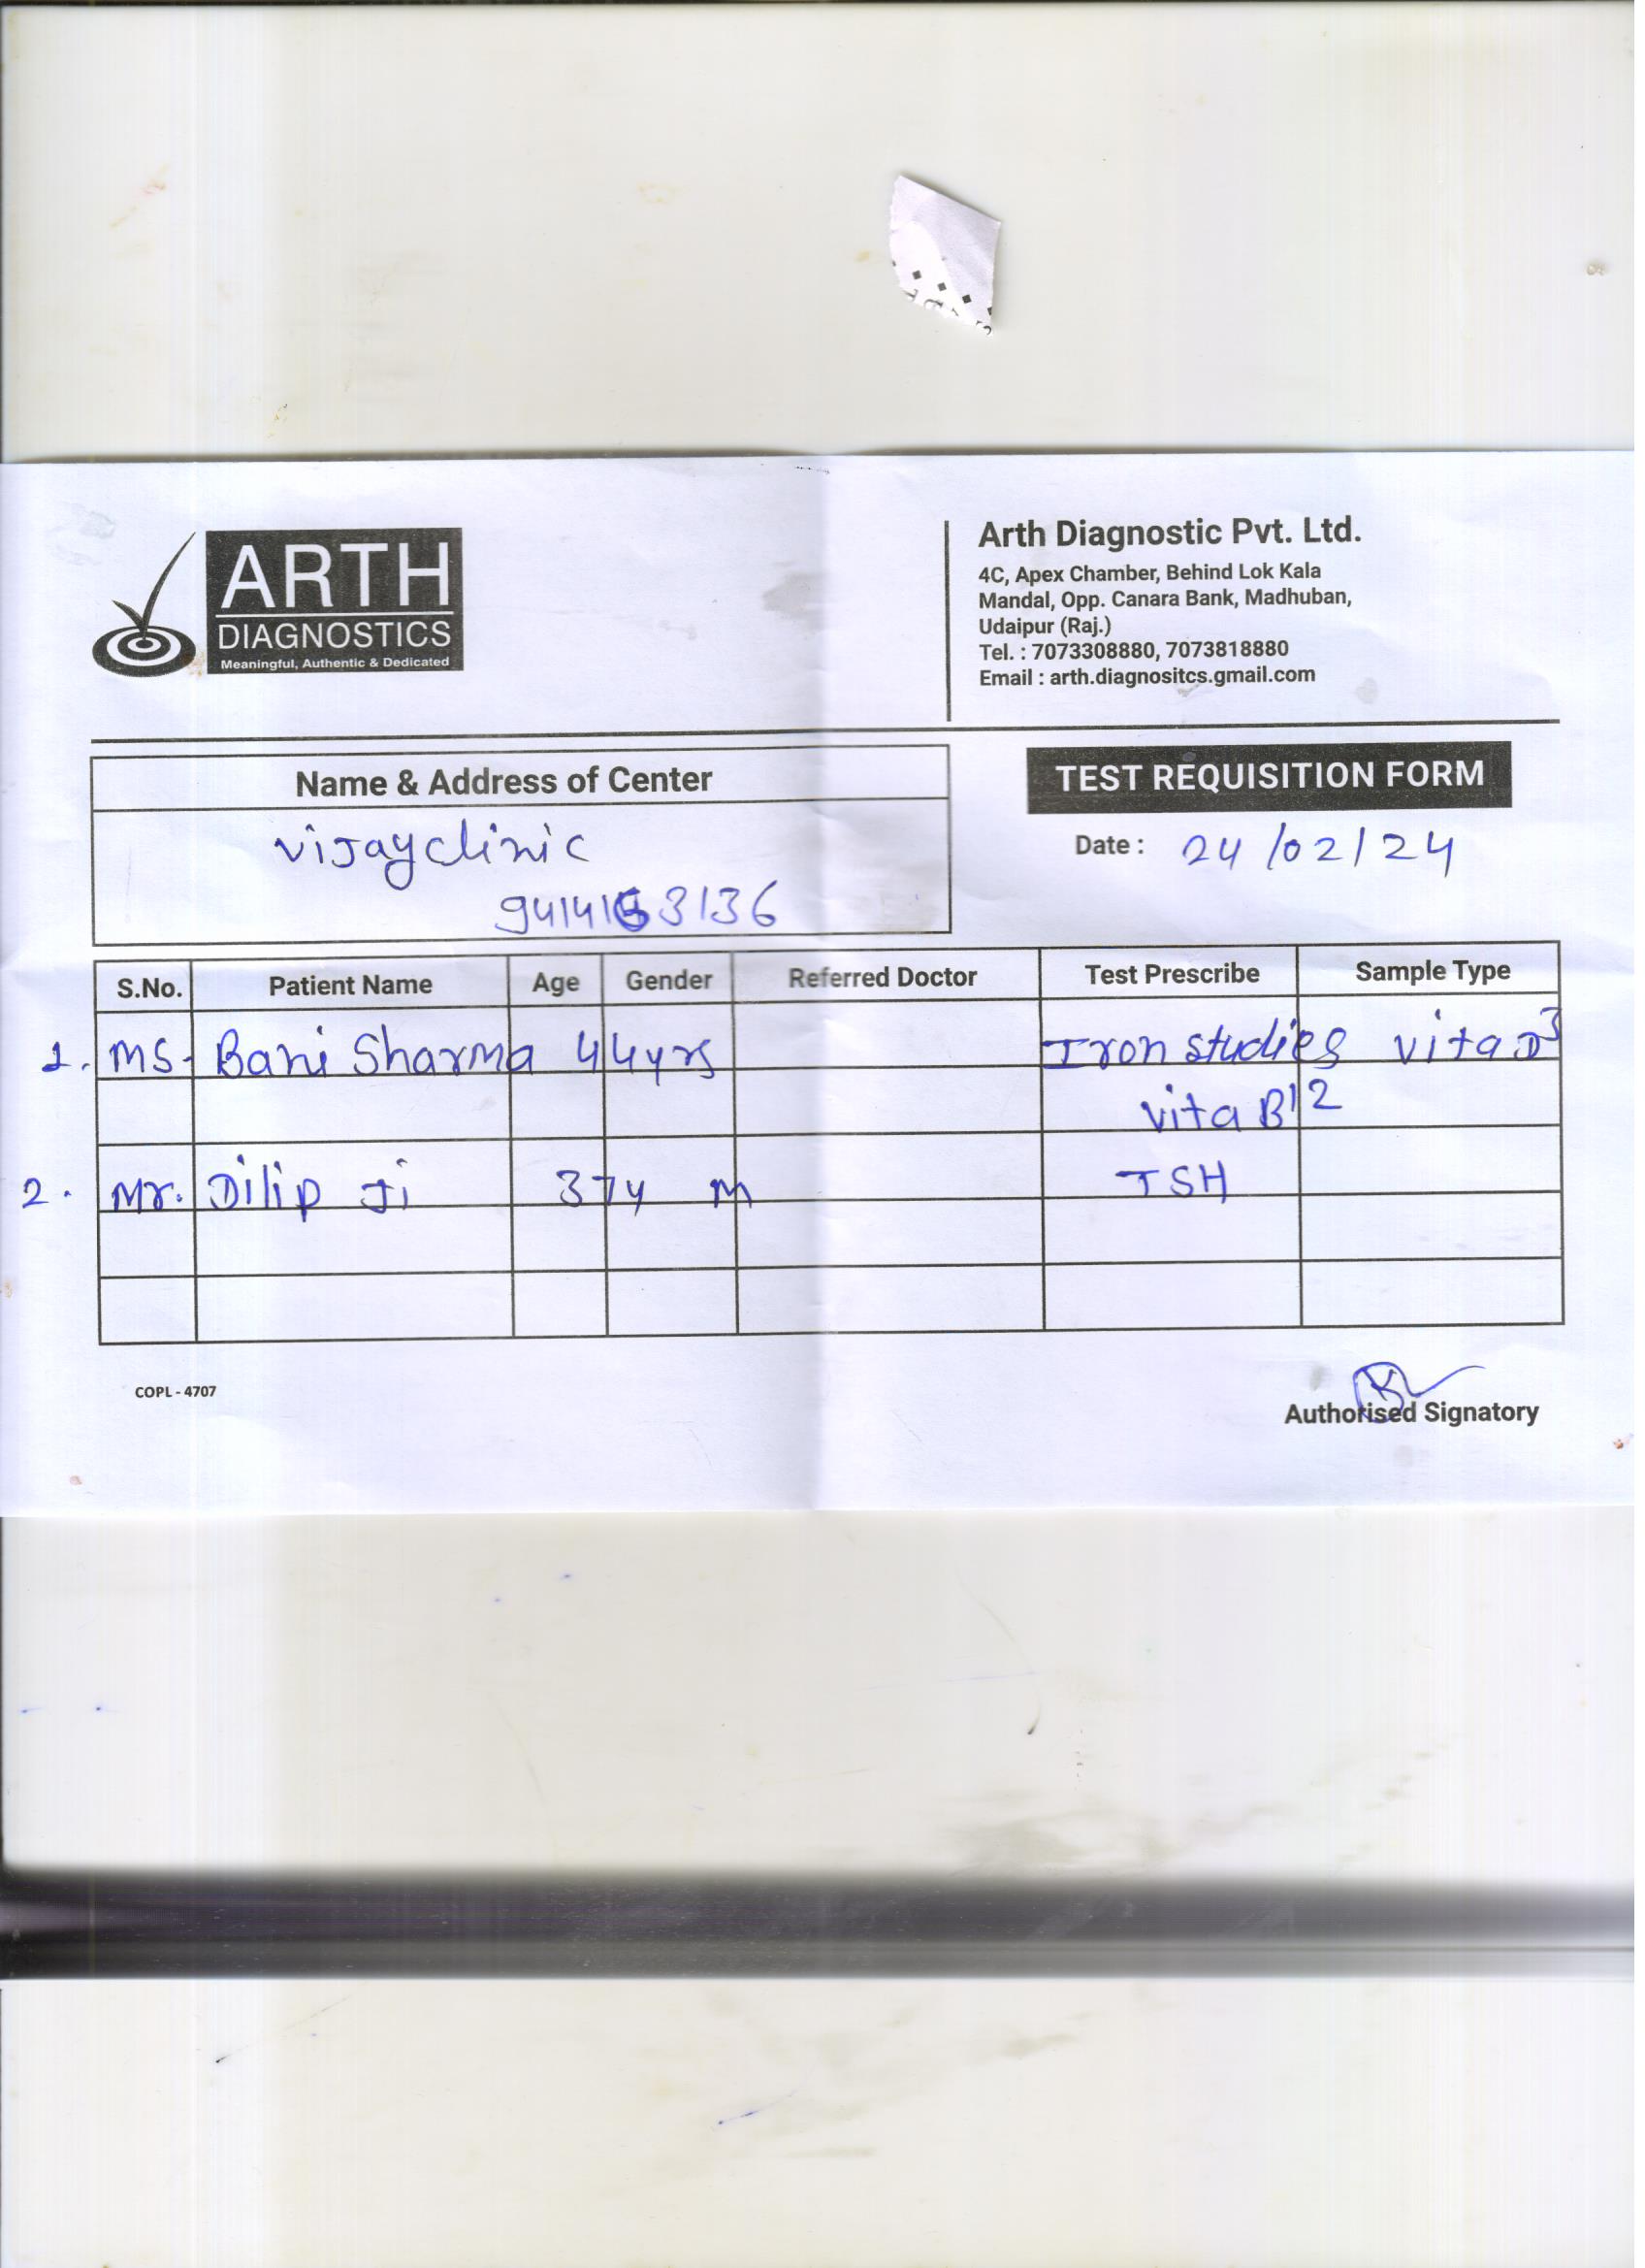 ARTH
DIAGNOSTICS
Meaningful, Authentic & Dedicated
Arth Diagnostic Pvt. Ltd.
4C, Apex Chamber, Behind Lok Kala
Mandal, Opp. Canara Bank, Madhuban,
Udaipur (Raj.)
Tel. : 7073308880, 7073818880
Email : arth.diagnositcs.gmail.com
Name & Address of Center
TEST REQUISITION FORM
vijayclinic
Date : 24/02/24
S.No. Patient Name Age Gender Referred Doctor Test Prescribe Sample Type
1. MS. Bani Sharma 44yrs Iron studies vita D3
vita B12
2. Mr. Dilip Ji 37y M TSH
COPL - 4707
Authorised Signatory